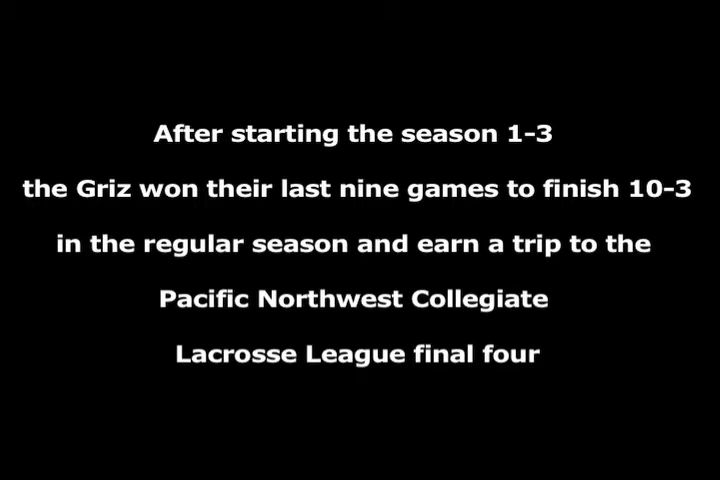 After starting the season 1-3
the Griz won their last nine games to finish 10-3
in the regular season and earn a trip to the
Pacific Northwest Collegiate
Lacrosse League final four